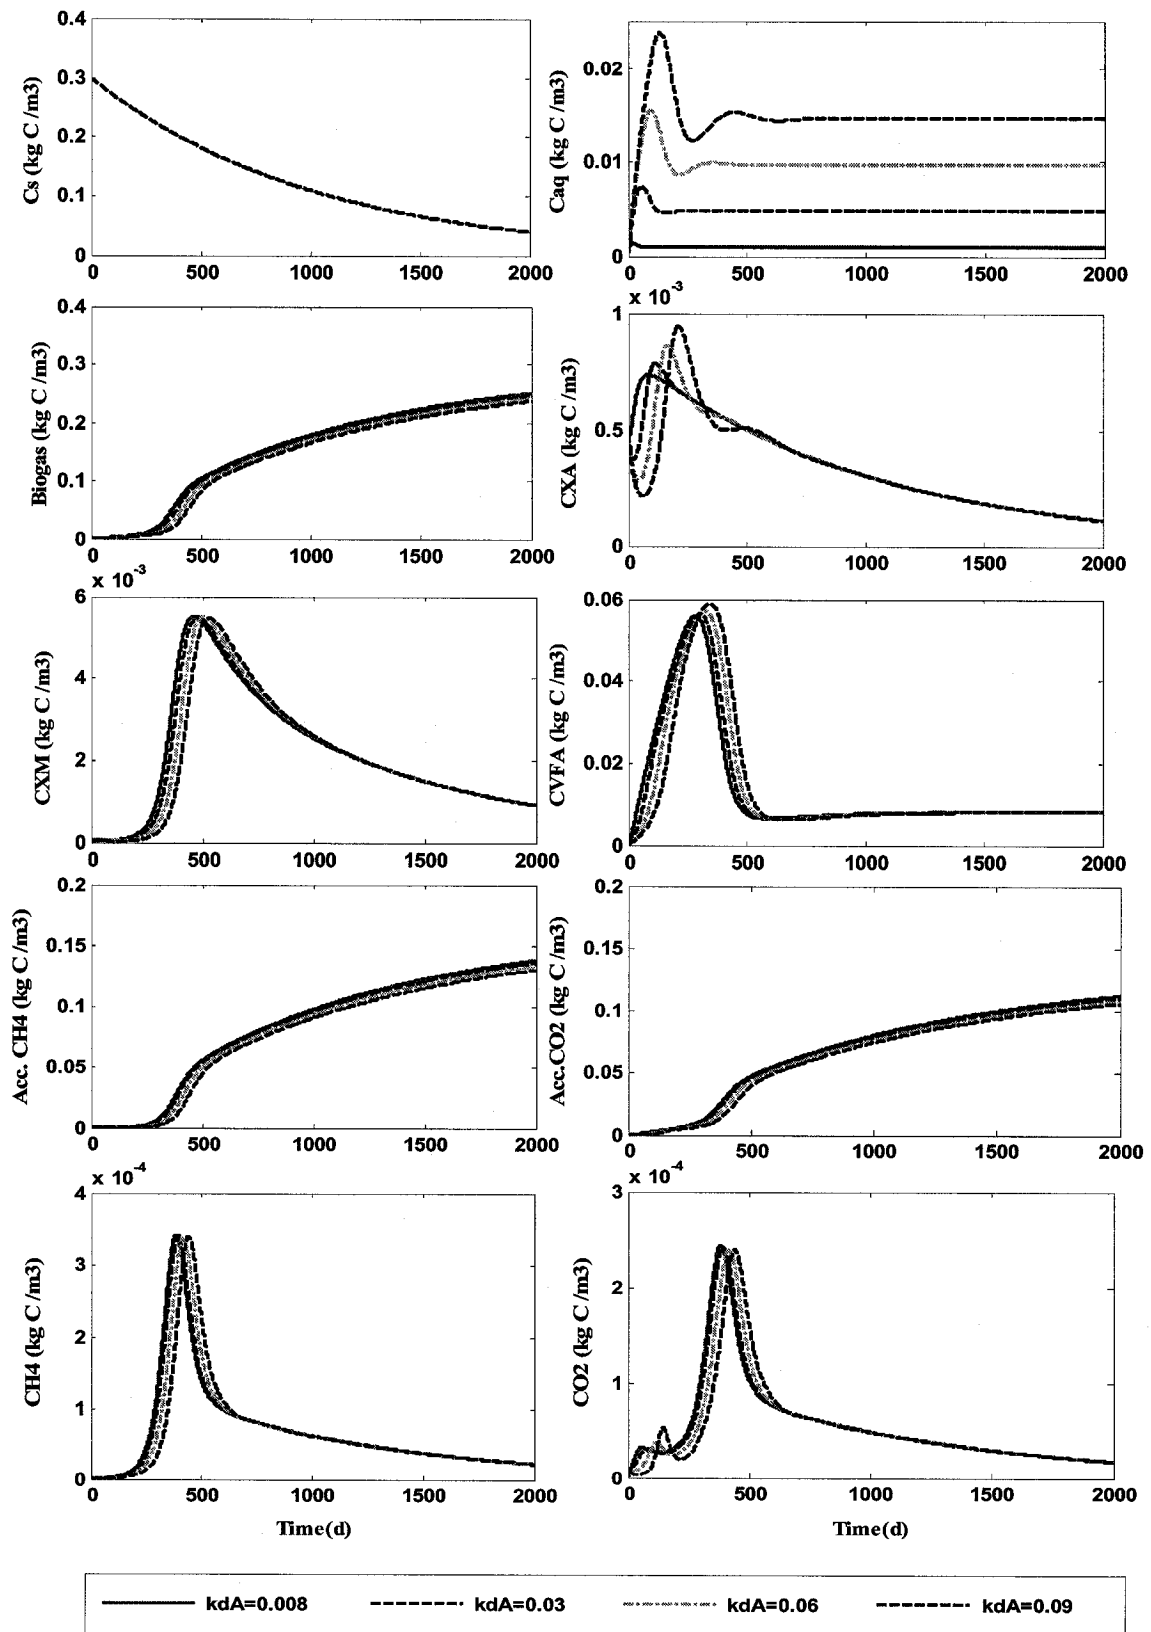 0.4
0.3
0.2
0.1
0
Cs (kg C /m3)
0 500 1000 1500 2000
0.02
0.01
0
Caq (kg C /m3)
0 500 1000 1500 2000
0.4
0.3
0.2
0.1
0
Biogas (kg C /m3)
0 500 1000 1500 2000
x 10-3
1
0.5
0
CXA (kg C /m3)
0 500 1000 1500 2000
x 10-3
6
4
2
0
CXM (kg C /m3)
0 500 1000 1500 2000
0.06
0.04
0.02
0
CVFA (kg C /m3)
0 500 1000 1500 2000
0.2
0.15
0.1
0.05
0
Acc. CH4 (kg C /m3)
0 500 1000 1500 2000
0.2
0.15
0.1
0.05
0
Acc.CO2 (kg C /m3)
0 500 1000 1500 2000
x 10-4
4
3
2
1
0
CH4 (kg C /m3)
0 500 1000 1500 2000
Time(d)
x 10-4
3
2
1
0
CO2 (kg C /m3)
0 500 1000 1500 2000
Time(d)
kdA=0.008 kdA=0.03 kdA=0.06 kdA=0.09